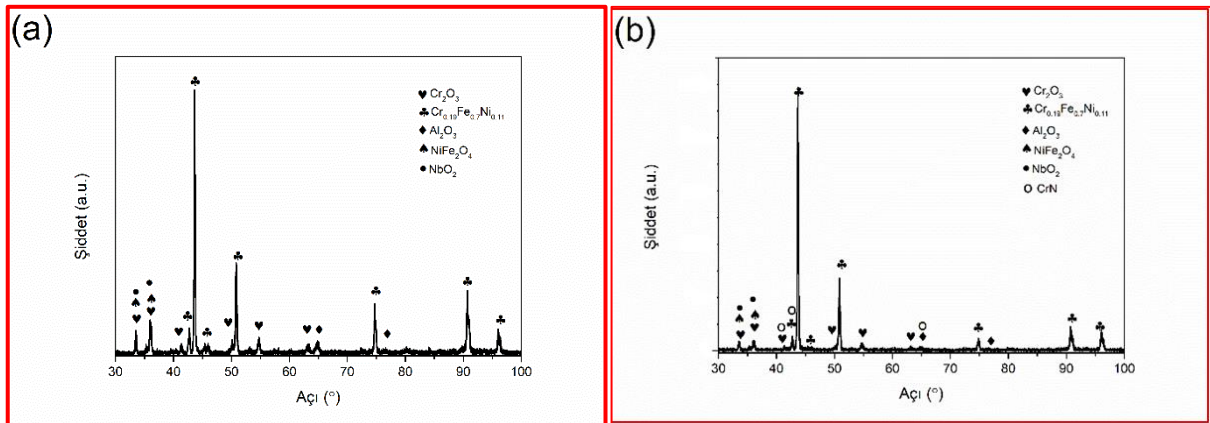 (a)
Şiddet (a.u.)
♥ Cr₂O₃
♣ Cr₀.₁₉Fe₀.₇Ni₀.₁₁
♦ Al₂O₃
♠ NiFe₂O₄
● NbO₂
30 40 50 60 70 80 90 100
Açı (°)
(b)
Şiddet (a.u.)
♥ Cr₂O₃
♣ Cr₀.₁₉Fe₀.₇Ni₀.₁₁
♦ Al₂O₃
♠ NiFe₂O₄
● NbO₂
O CrN
30 40 50 60 70 80 90 100
Açı (°)